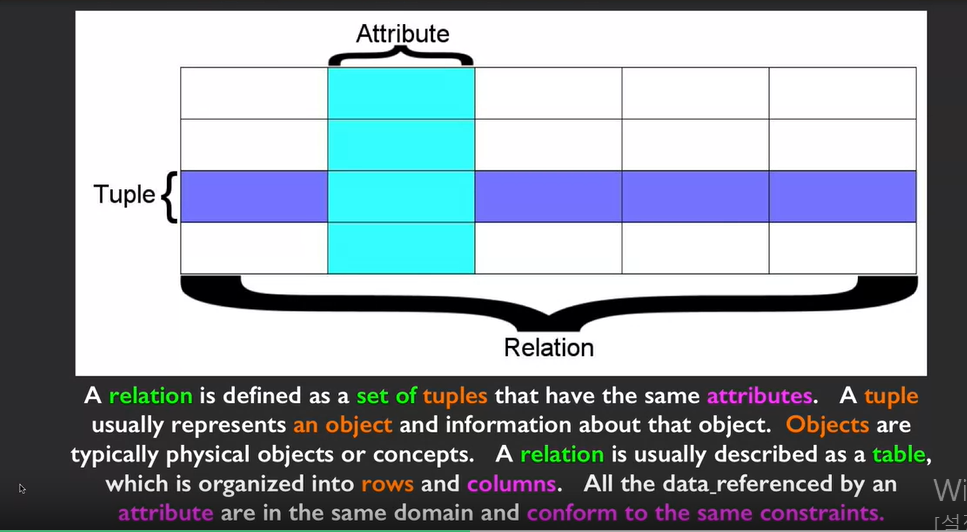 Attribute
Tuple
Relation
A relation is defined as a set of tuples that have the same attributes. A tuple
usually represents an object and information about that object. Objects are
typically physical objects or concepts. A relation is usually described as a table,
which is organized into rows and columns. All the data_referenced by an
attribute are in the same domain and conform to the same constraints.
Wi